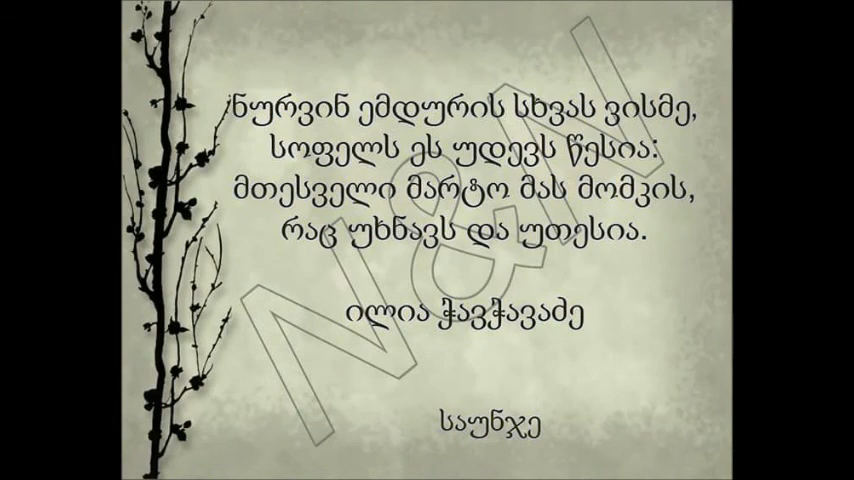 ნურვინ ემდურის სხვას ვისმე,
სოფელს ეს უდევს წესია:
მთესველი მარტო მას მომკის,
რაც უხნავს და უთესია.
ილია ჭავჭავაძე
საუნჯე
N&N